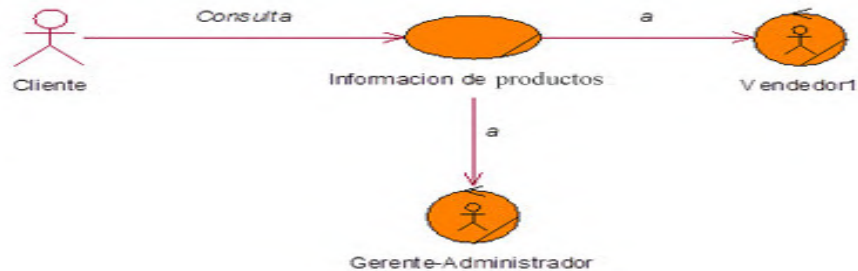 Consulta
a
Cliente
Informacion de productos
Vendedor1
a
Gerente-Administrador